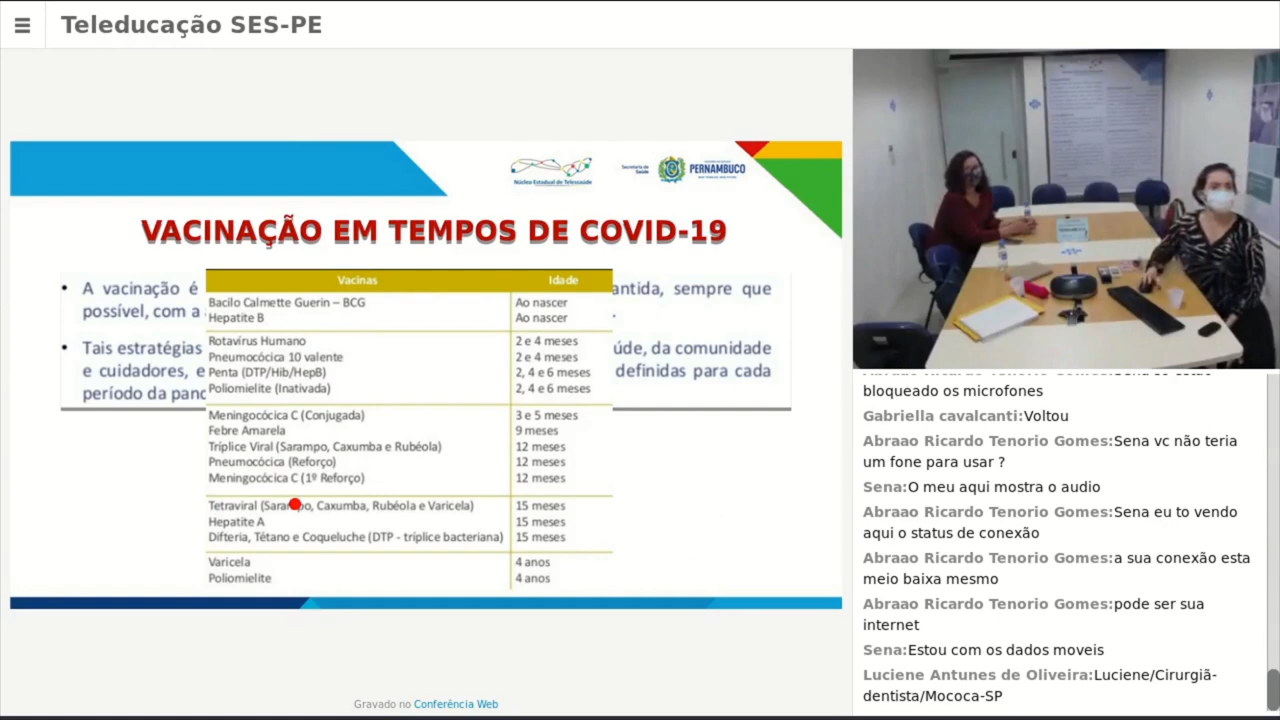 Teleducação SES-PE
Núcleo Estadual de Telessaúde
Secretaria de Saúde
PERNAMBUCO
VACINAÇÃO EM TEMPOS DE COVID-19
• A vacinação é
antida, sempre que
possível, com a
• Tais estratégias
úde, da comunidade
e cuidadores, e
definidas para cada
período da pand
Vacinas Idade
Bacilo Calmette Guerin – BCG Ao nascer
Hepatite B Ao nascer
Rotavírus Humano 2 e 4 meses
Pneumocócica 10 valente 2 e 4 meses
Penta (DTP/Hib/HepB) 2, 4 e 6 meses
Poliomielite (Inativada) 2, 4 e 6 meses
Meningocócica C (Conjugada) 3 e 5 meses
Febre Amarela 9 meses
Tríplice Viral (Sarampo, Caxumba e Rubéola) 12 meses
Pneumocócica (Reforço) 12 meses
Meningocócica C (1º Reforço) 12 meses
Tetraviral (Sarampo, Caxumba, Rubéola e Varicela) 15 meses
Hepatite A 15 meses
Difteria, Tétano e Coqueluche (DTP - tríplice bacteriana) 15 meses
Varicela 4 anos
Poliomielite 4 anos
Gravado no Conferência Web
bloqueado os microfones
Gabriella cavalcanti:Voltou
Abraao Ricardo Tenorio Gomes:Sena vc não teria
um fone para usar ?
Sena:O meu aqui mostra o audio
Abraao Ricardo Tenorio Gomes:Sena eu to vendo
aqui o status de conexão
Abraao Ricardo Tenorio Gomes:a sua conexão esta
meio baixa mesmo
Abraao Ricardo Tenorio Gomes:pode ser sua
internet
Sena:Estou com os dados moveis
Luciene Antunes de Oliveira:Luciene/Cirurgiã-
dentista/Mococa-SP